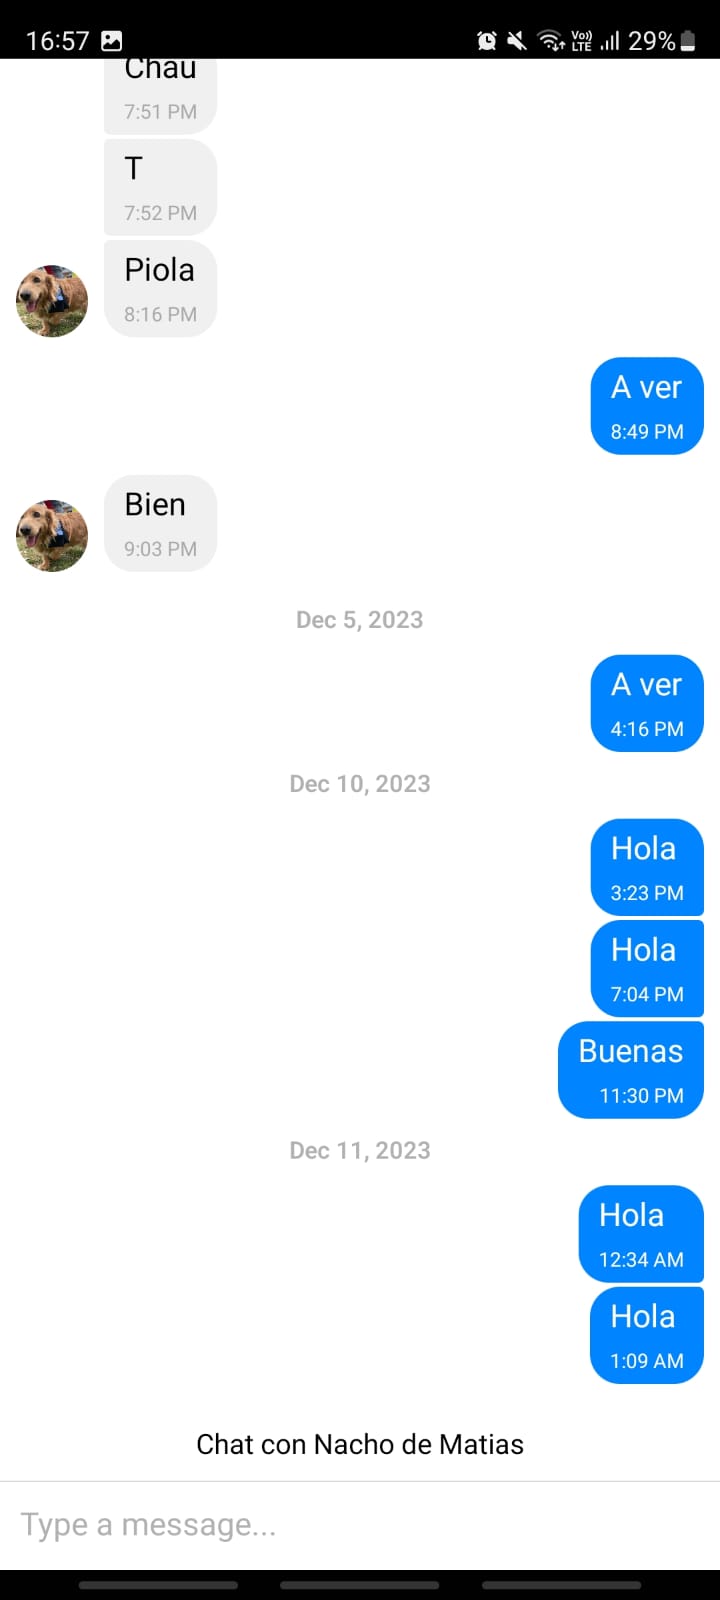 16:57
Vo))
LTE
29%
Chau
7:51 PM
T
7:52 PM
Piola
8:16 PM
A ver
8:49 PM
Bien
9:03 PM
Dec 5, 2023
A ver
4:16 PM
Dec 10, 2023
Hola
3:23 PM
Hola
7:04 PM
Buenas
11:30 PM
Dec 11, 2023
Hola
12:34 AM
Hola
1:09 AM
Chat con Nacho de Matias
Type a message...